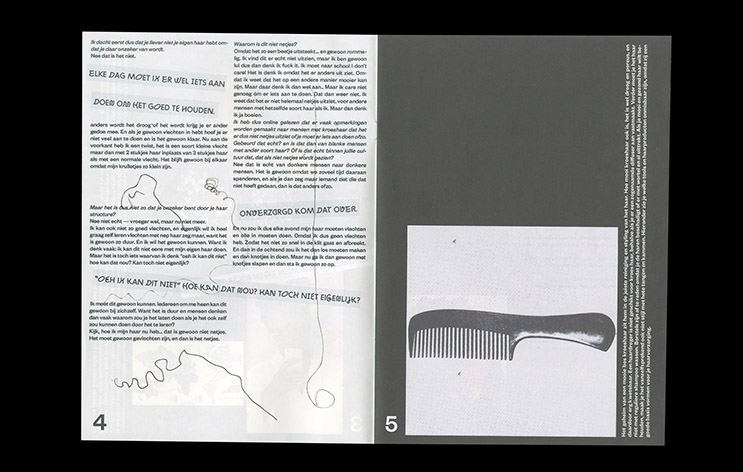 Ik dacht eerst dus dat je liever niet je eigen haar hebt om-
dat je daar onzeker van wordt.
Nee dat is het niet.
ELKE DAG MOET IK ER WEL IETS AAN
DOEN OM HET GOED TE HOUDEN.
anders wordt het droog of het wordt krijg je er ander
gedoe mee. En als je gewoon vlechten in hebt hoef je er
niet veel aan te doen en is het gewoon klaar. Nu aan de
voorkant heb ik een twist, het is een soort kleine vlecht
maar dan met 2 stukjes haar inplaats van 3 stukjes haar
als met een normale vlecht. Het blijft gewoon bij elkaar
omdat mijn krulletjes zo klein zijn.
Maar het is dus niet zo dat je onzeker bent door je haar
structuur?
Nee niet echt — vroeger wel, maar nu niet meer.
Ik kan ook niet zo goed vlechten, en eigenlijk wil ik heel
graag zelf leren vlechten met nep haar zeg maar, want het
is gewoon zo duur. En ik wil het gewoon kunnen. Want ik
denk vaak: ik kan dit niet eens met mijn eigen haar doen.
Maar het is toch iets waarvan ik denk "oeh ik kan dit niet"
hoe kan dat nou? Kan toch niet eigenlijk?
"OEH IK KAN DIT NIET" HOE KAN DAT NOU? KAN TOCH NIET EIGENLIJK?
Ik moet dit gewoon kunnen. Iedereen om me heen kan dit
gewoon bij zichzelf. Want het is duur en mensen denken
dan vaak waarom zou je het laten doen als je het ook zelf
zou kunnen doen door het te leren?
Kijk, hoe ik mijn haar nu heb... dat is gewoon niet netjes.
Het moet gewoon gevlochten zijn, en dan is het netjes.
4
Waarom is dit niet netjes?
Omdat het zo een beetje uitsteekt... en gewoon romme-
lig. Ik vind dit er echt niet uitzien, maar ik ben gewoon
lui dus dan denk ik fuck it. Ik moet naar school I don't
care! Het is denk ik omdat het er anders uit ziet. Om-
dat ik weet dat het op een andere manier mooier kan
zijn. Maar daar denk ik dan wel aan.. Maar ik care niet
genoeg om er iets aan te doen. Dat dan weer niet. Ik
weet dat het er niet helemaal netjes uitziet, voor andere
mensen met hetzelfde soort haar als ik. Maar dan denk
ik ja boeien.
Ik heb dus online gelezen dat er vaak opmerkingen
worden gemaakt naar mensen met kroeshaar dat het
er dus niet netjes uitziet of je moet er iets aan doen ofzo.
Gebeurd dat echt? en is dat dan van blanke mensen
met ander soort haar? Of is dat echt binnen jullie cul-
tuur dat, dat als niet netjes wordt gezien?
Nee dat is echt van donkere mensen naar donkere
mensen. Het is gewoon omdat we zoveel tijd daaraan
spenderen, en als je dan zeg maar iemand ziet die dat
niet heeft gedaan, dan is dat anders ofzo.
ONVERZORGD KOM DAT OVER.
En nu zou ik dus elke avond mijn haar moeten vlechten
en olie in moeten doen. Omdat ik dus geen vlechten
heb. Zodat het niet zo snel in de klit gaat en afbreekt.
En dan in de ochtend zou ik het dan los moeten maken
en dan knotjes in doen. Maar nu ga ik dan gewoon met
knotjes slapen en dan sta ik gewoon zo op.
5